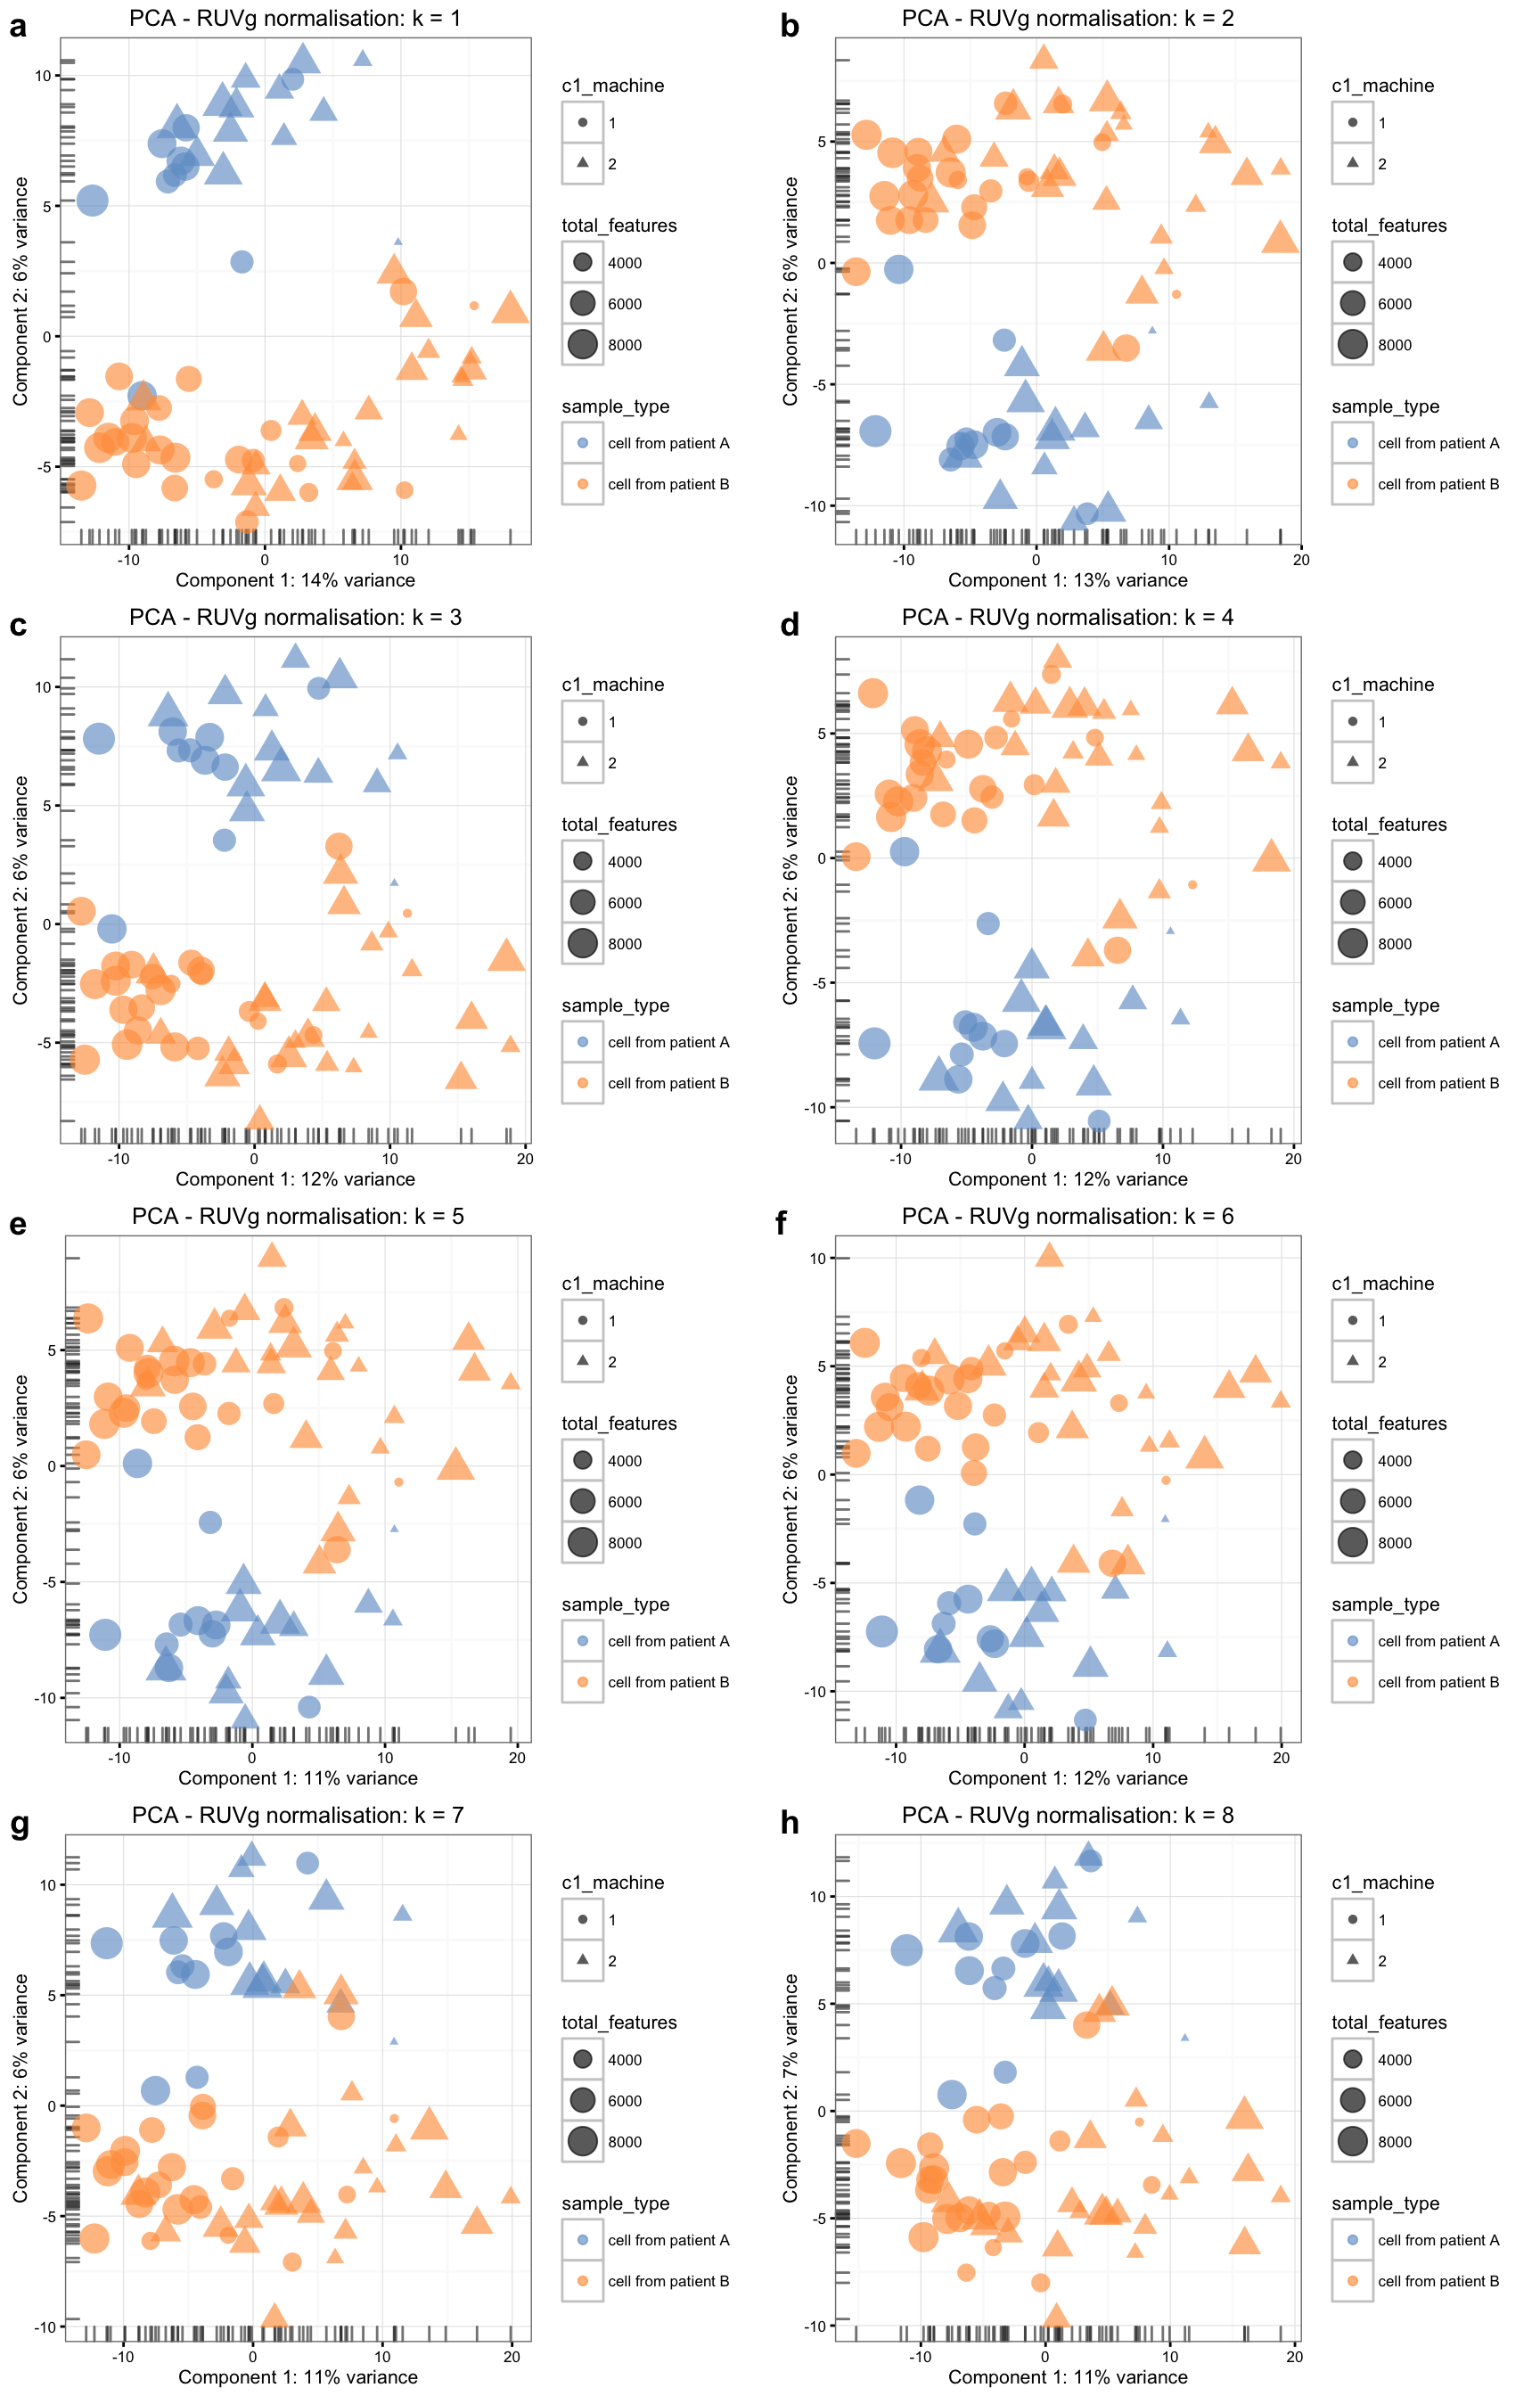 a
PCA - RUVg normalisation: k = 1
Component 2: 6% variance
10
5
0
-5
-10
0
10
Component 1: 14% variance
c1_machine
1
2
total_features
4000
6000
8000
sample_type
cell from patient A
cell from patient B
b
PCA - RUVg normalisation: k = 2
Component 2: 6% variance
5
0
-5
-10
-10
0
10
20
Component 1: 13% variance
c1_machine
1
2
total_features
4000
6000
8000
sample_type
cell from patient A
cell from patient B
c
PCA - RUVg normalisation: k = 3
Component 2: 6% variance
10
5
0
-5
-10
0
10
20
Component 1: 12% variance
c1_machine
1
2
total_features
4000
6000
8000
sample_type
cell from patient A
cell from patient B
d
PCA - RUVg normalisation: k = 4
Component 2: 6% variance
5
0
-5
-10
-10
0
10
20
Component 1: 12% variance
c1_machine
1
2
total_features
4000
6000
8000
sample_type
cell from patient A
cell from patient B
e
PCA - RUVg normalisation: k = 5
Component 2: 6% variance
5
0
-5
-10
-10
0
10
20
Component 1: 11% variance
c1_machine
1
2
total_features
4000
6000
8000
sample_type
cell from patient A
cell from patient B
f
PCA - RUVg normalisation: k = 6
Component 2: 6% variance
10
5
0
-5
-10
-10
0
10
20
Component 1: 12% variance
c1_machine
1
2
total_features
4000
6000
8000
sample_type
cell from patient A
cell from patient B
g
PCA - RUVg normalisation: k = 7
Component 2: 6% variance
10
5
0
-5
-10
-10
0
10
20
Component 1: 11% variance
c1_machine
1
2
total_features
4000
6000
8000
sample_type
cell from patient A
cell from patient B
h
PCA - RUVg normalisation: k = 8
Component 2: 7% variance
10
5
0
-5
-10
-10
0
10
20
Component 1: 11% variance
c1_machine
1
2
total_features
4000
6000
8000
sample_type
cell from patient A
cell from patient B